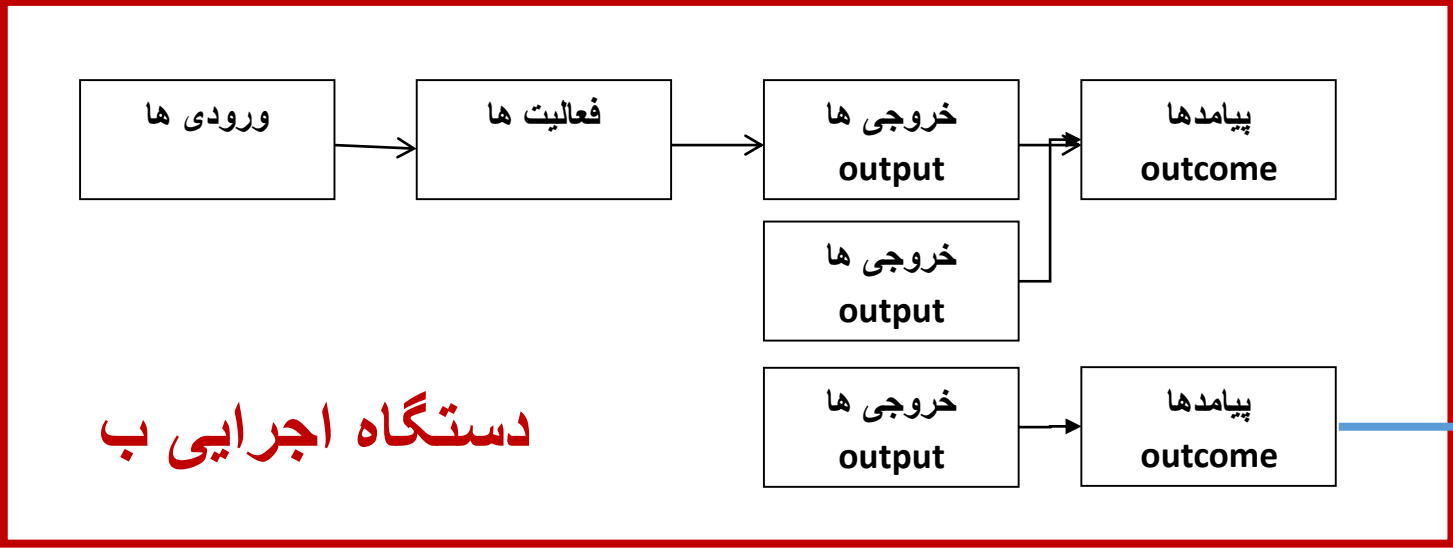 ورودی ها
فعالیت ها
خروجی ها
output
پیامدها
outcome
خروجی ها
output
خروجی ها
output
پیامدها
outcome
دستگاه اجرایی ب